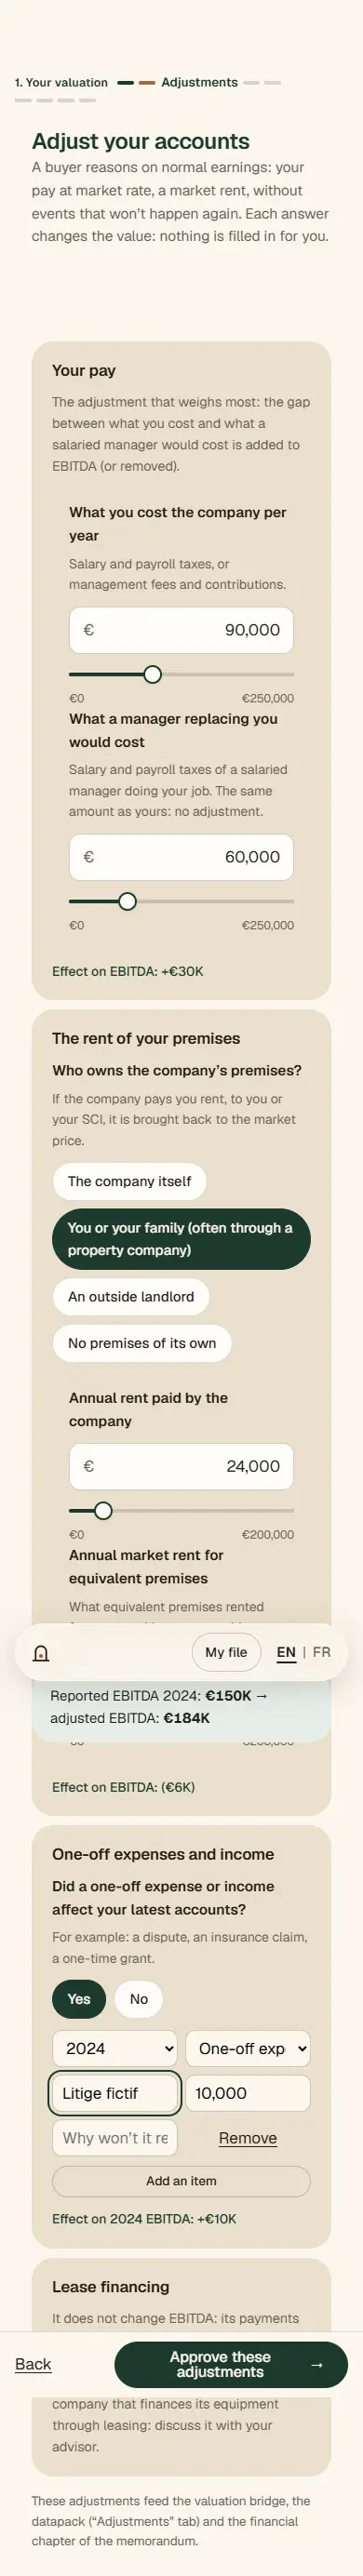 1. Your valuation Adjustments
Adjust your accounts
A buyer reasons on normal earnings: your
pay at market rate, a market rent, without
events that won't happen again. Each answer
changes the value: nothing is filled in for you.
Your pay
The adjustment that weighs most: the gap
between what you cost and what a
salaried manager would cost is added to
EBITDA (or removed).
What you cost the company per
year
Salary and payroll taxes, or
management fees and contributions.
€ 90,000
€0 €250,000
What a manager replacing you
would cost
Salary and payroll taxes of a salaried
manager doing your job. The same
amount as yours: no adjustment.
€ 60,000
€0 €250,000
Effect on EBITDA: +€30K
The rent of your premises
Who owns the company's premises?
If the company pays you rent, to you or
your SCI, it is brought back to the market
price.
The company itself
You or your family (often through a
property company)
An outside landlord
No premises of its own
Annual rent paid by the
company
€ 24,000
€0 €200,000
Annual market rent for
equivalent premises
What equivalent premises rented
My file EN | FR
Reported EBITDA 2024: €150K →
adjusted EBITDA: €184K
Effect on EBITDA: (€6K)
One-off expenses and income
Did a one-off expense or income
affect your latest accounts?
For example: a dispute, an insurance claim,
a one-time grant.
Yes No
2024 One-off exp
Litige fictif 10,000
Why won't it re Remove
Add an item
Effect on 2024 EBITDA: +€10K
Lease financing
It does not change EBITDA: its payments
Back Approve these
adjustments →
company that finances its equipment
through leasing: discuss it with your
advisor.
These adjustments feed the valuation bridge, the
datapack (“Adjustments” tab) and the financial
chapter of the memorandum.